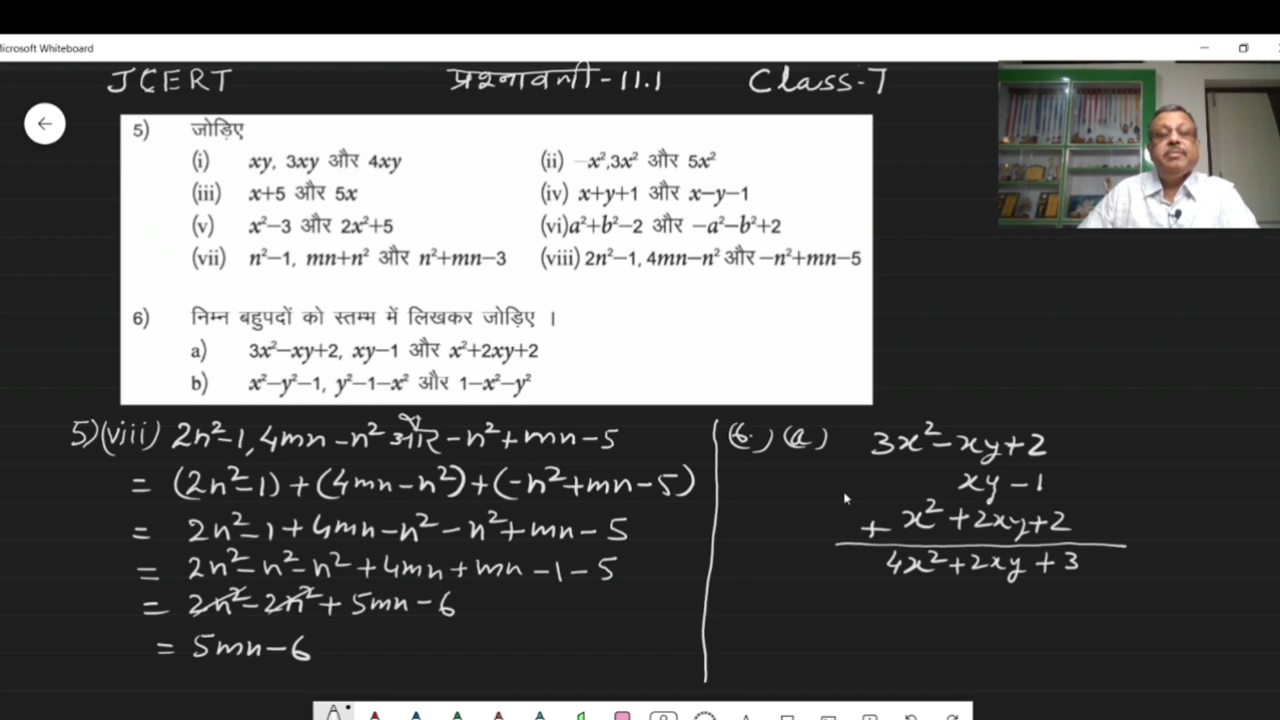 Microsoft Whiteboard
JCERT प्रश्नावली-11.1 Class-7
5) जोड़िए
(i) xy, 3xy और 4xy (ii) –x²,3x² और 5x²
(iii) x+5 और 5x (iv) x+y+1 और x–y–1
(v) x²–3 और 2x²+5 (vi)a²+b²–2 और –a²–b²+2
(vii) n²–1, mn+n² और n²+mn–3 (viii) 2n²–1, 4mn–n² और –n²+mn–5
6) निम्न बहुपदों को स्तम्भ में लिखकर जोड़िए ।
a) 3x²–xy+2, xy–1 और x²+2xy+2
b) x²–y²–1, y²–1–x² और 1–x²–y²
5)(viii) 2n²-1, 4mn-n² और -n²+mn-5
= (2n²-1)+(4mn-n²)+(-n²+mn-5)
= 2n²-1+4mn-n²-n²+mn-5
= 2n²-n²-n²+4mn+mn-1-5
= 2n²-2n²+5mn-6
= 5mn-6
(6.) (a) 3x²-xy+2
xy-1
+ x²+2xy+2
4x²+2xy+3